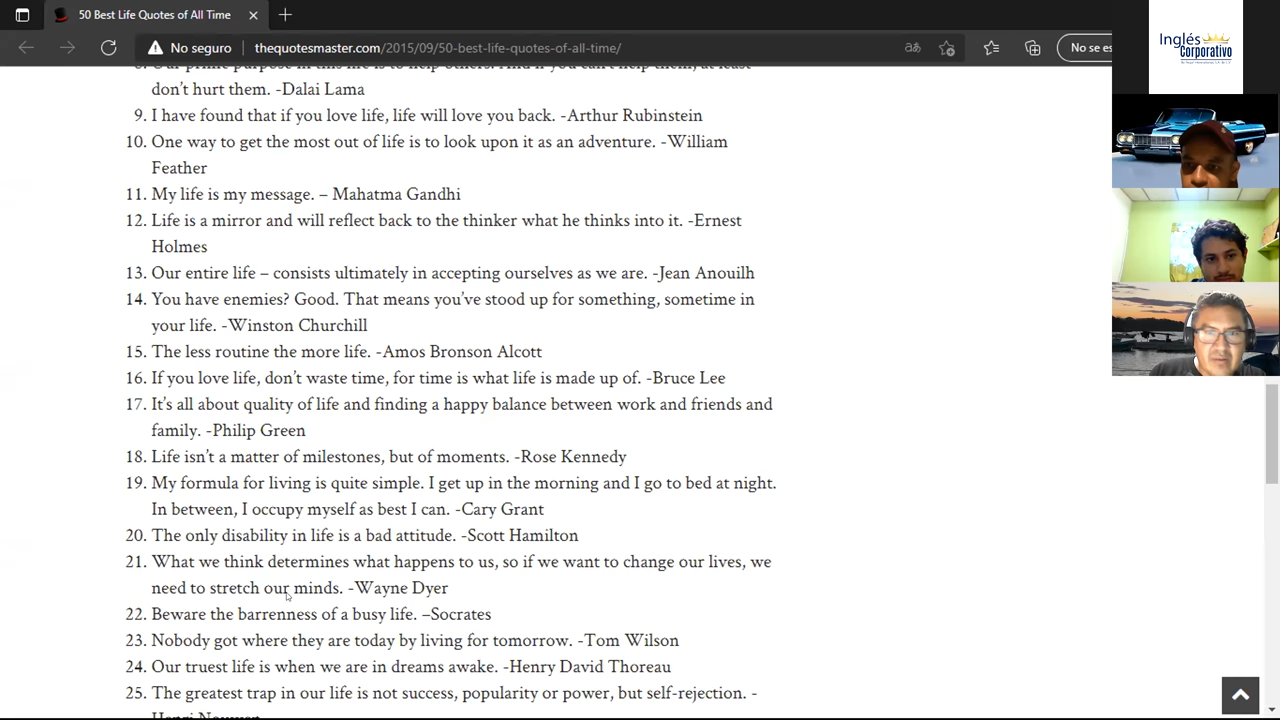 50 Best Life Quotes of All Time
No seguro
thequotesmaster.com/2015/09/50-best-life-quotes-of-all-time/
No se es
Inglés
Corporativo
don't hurt them. -Dalai Lama
9. I have found that if you love life, life will love you back. -Arthur Rubinstein
10. One way to get the most out of life is to look upon it as an adventure. -William
Feather
11. My life is my message. – Mahatma Gandhi
12. Life is a mirror and will reflect back to the thinker what he thinks into it. -Ernest
Holmes
13. Our entire life – consists ultimately in accepting ourselves as we are. -Jean Anouilh
14. You have enemies? Good. That means you've stood up for something, sometime in
your life. -Winston Churchill
15. The less routine the more life. -Amos Bronson Alcott
16. If you love life, don't waste time, for time is what life is made up of. -Bruce Lee
17. It's all about quality of life and finding a happy balance between work and friends and
family. -Philip Green
18. Life isn't a matter of milestones, but of moments. -Rose Kennedy
19. My formula for living is quite simple. I get up in the morning and I go to bed at night.
In between, I occupy myself as best I can. -Cary Grant
20. The only disability in life is a bad attitude. -Scott Hamilton
21. What we think determines what happens to us, so if we want to change our lives, we
need to stretch our minds. -Wayne Dyer
22. Beware the barrenness of a busy life. –Socrates
23. Nobody got where they are today by living for tomorrow. -Tom Wilson
24. Our truest life is when we are in dreams awake. -Henry David Thoreau
25. The greatest trap in our life is not success, popularity or power, but self-rejection. -